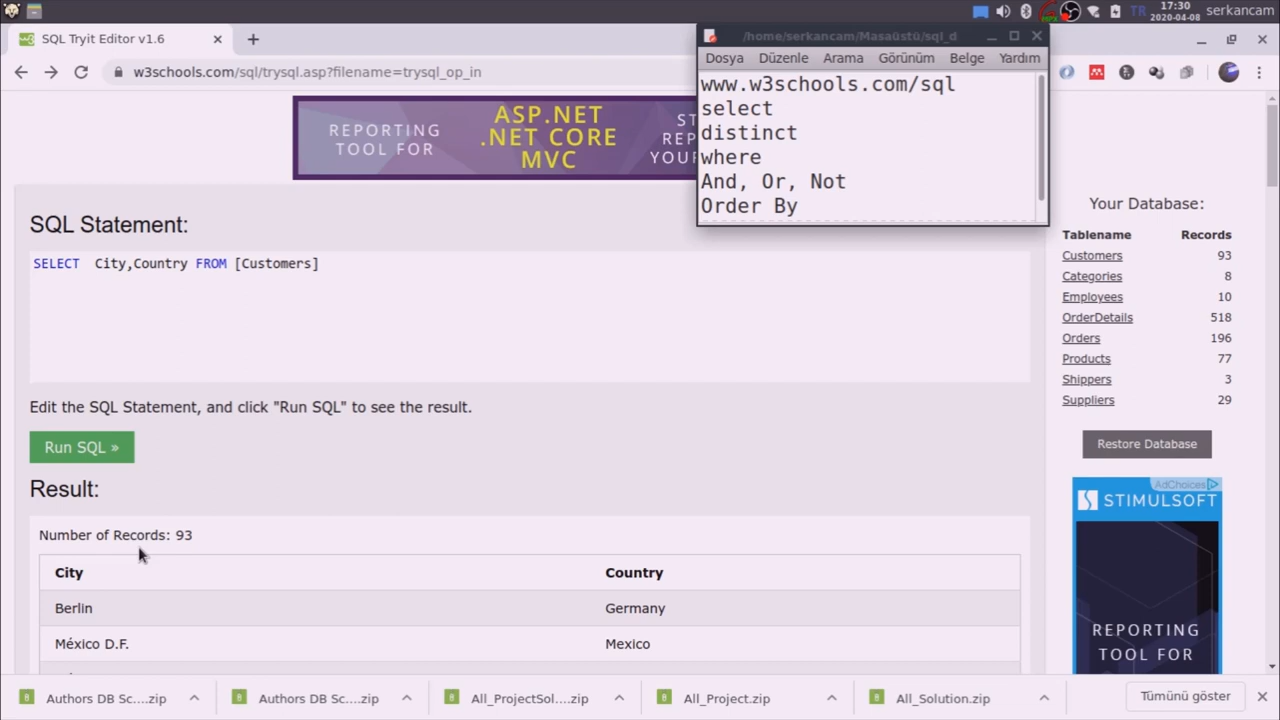 TR
17:30
2020-04-08
serkancam
SQL Tryit Editor v1.6
w3schools.com/sql/trysql.asp?filename=trysql_op_in
/home/serkancam/Masaüstü/sql_d
Dosya Düzenle Arama Görünüm Belge Yardım
www.w3schools.com/sql
select
distinct
where
And, Or, Not
Order By
REPORTING
TOOL FOR
ASP.NET
.NET CORE
MVC
ST
REP
YOUR
SQL Statement:
SELECT City,Country FROM [Customers]
Edit the SQL Statement, and click "Run SQL" to see the result.
Run SQL »
Result:
Number of Records: 93
City Country
Berlin Germany
México D.F. Mexico
Your Database:
Tablename Records
Customers 93
Categories 8
Employees 10
OrderDetails 518
Orders 196
Products 77
Shippers 3
Suppliers 29
Restore Database
AdChoices
STIMULSOFT
REPORTING
TOOL FOR
Authors DB Sc....zip
Authors DB Sc....zip
All_ProjectSol....zip
All_Project.zip
All_Solution.zip
Tümünü göster